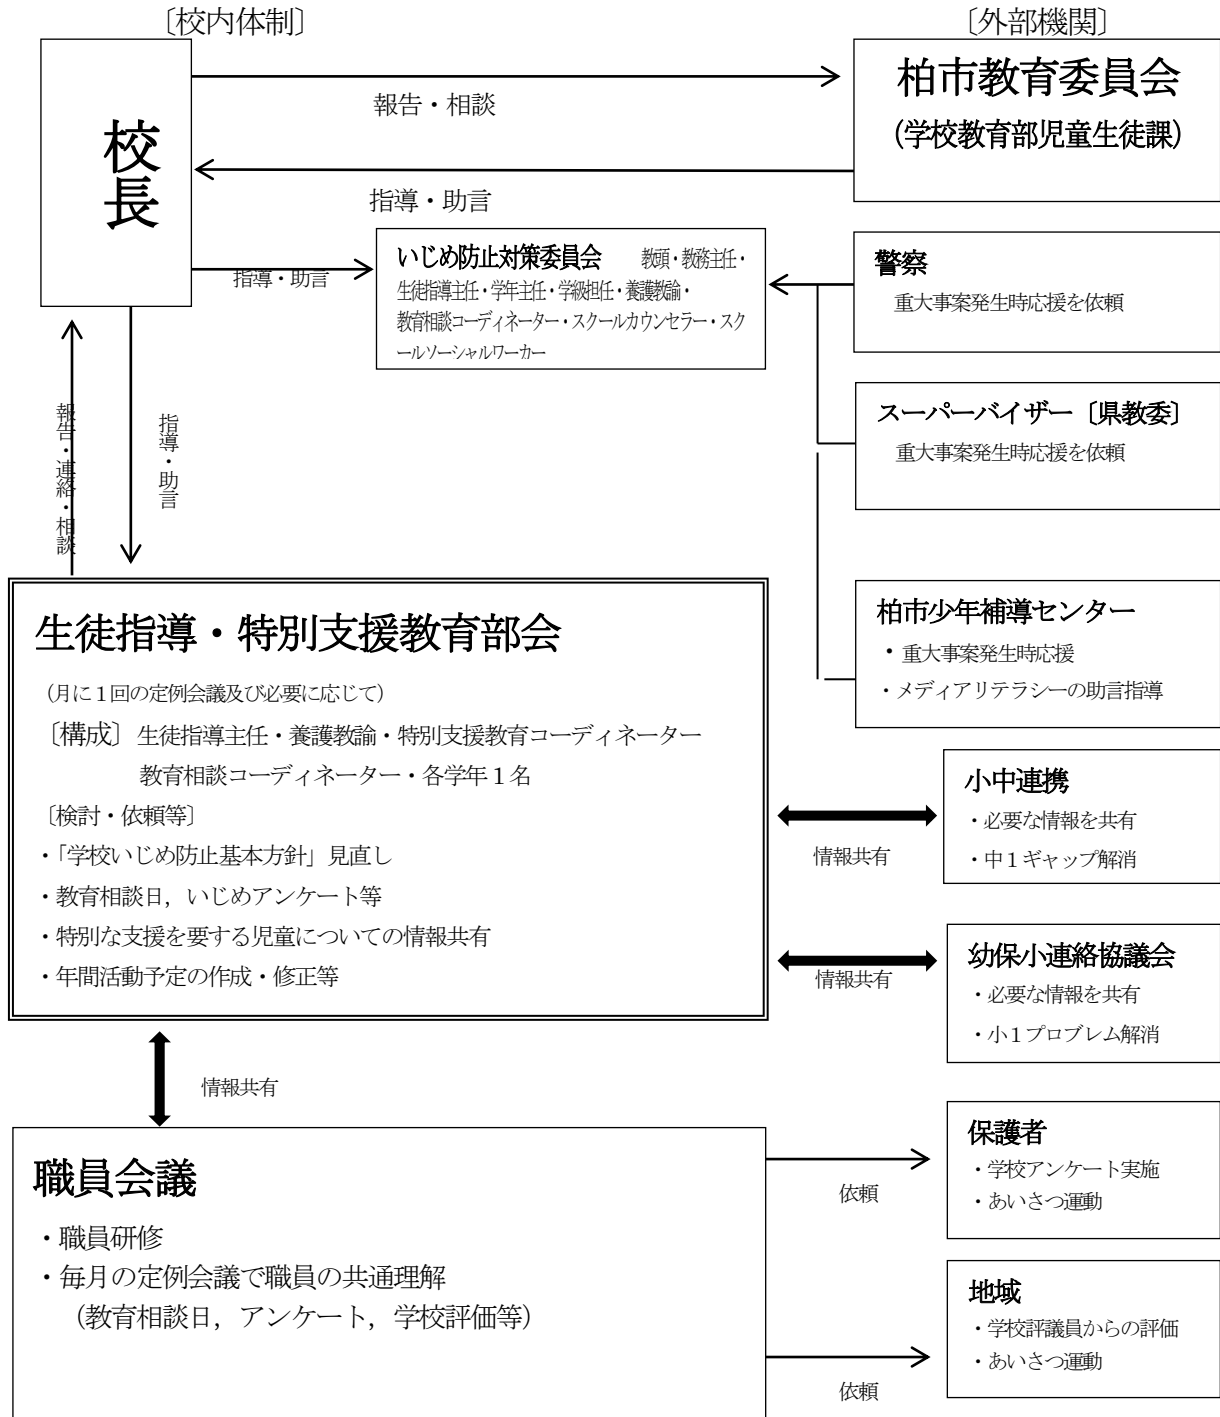 〔校内体制〕
〔外部機関〕
校長
報告・相談
指導・助言
柏市教育委員会
（学校教育部児童生徒課）
指導・助言
いじめ防止対策委員会　教頭・教務主任・
生徒指導主任・学年主任・学級担任・養護教諭・
教育相談コーディネーター・スクールカウンセラー・スク
ールソーシャルワーカー
警察
重大事案発生時応援を依頼
スーパーバイザー〔県教委〕
重大事案発生時応援を依頼
報告・連絡・相談
指導・助言
柏市少年補導センター
・重大事案発生時応援
・メディアリテラシーの助言指導
生徒指導・特別支援教育部会
（月に１回の定例会議及び必要に応じて）
〔構成〕生徒指導主任・養護教諭・特別支援教育コーディネーター
教育相談コーディネーター・各学年１名
〔検討・依頼等〕
・「学校いじめ防止基本方針」見直し
・教育相談日，いじめアンケート等
・特別な支援を要する児童についての情報共有
・年間活動予定の作成・修正等
情報共有
小中連携
・必要な情報を共有
・中１ギャップ解消
情報共有
幼保小連絡協議会
・必要な情報を共有
・小１プロブレム解消
情報共有
職員会議
・職員研修
・毎月の定例会議で職員の共通理解
（教育相談日，アンケート，学校評価等）
依頼
保護者
・学校アンケート実施
・あいさつ運動
依頼
地域
・学校評議員からの評価
・あいさつ運動